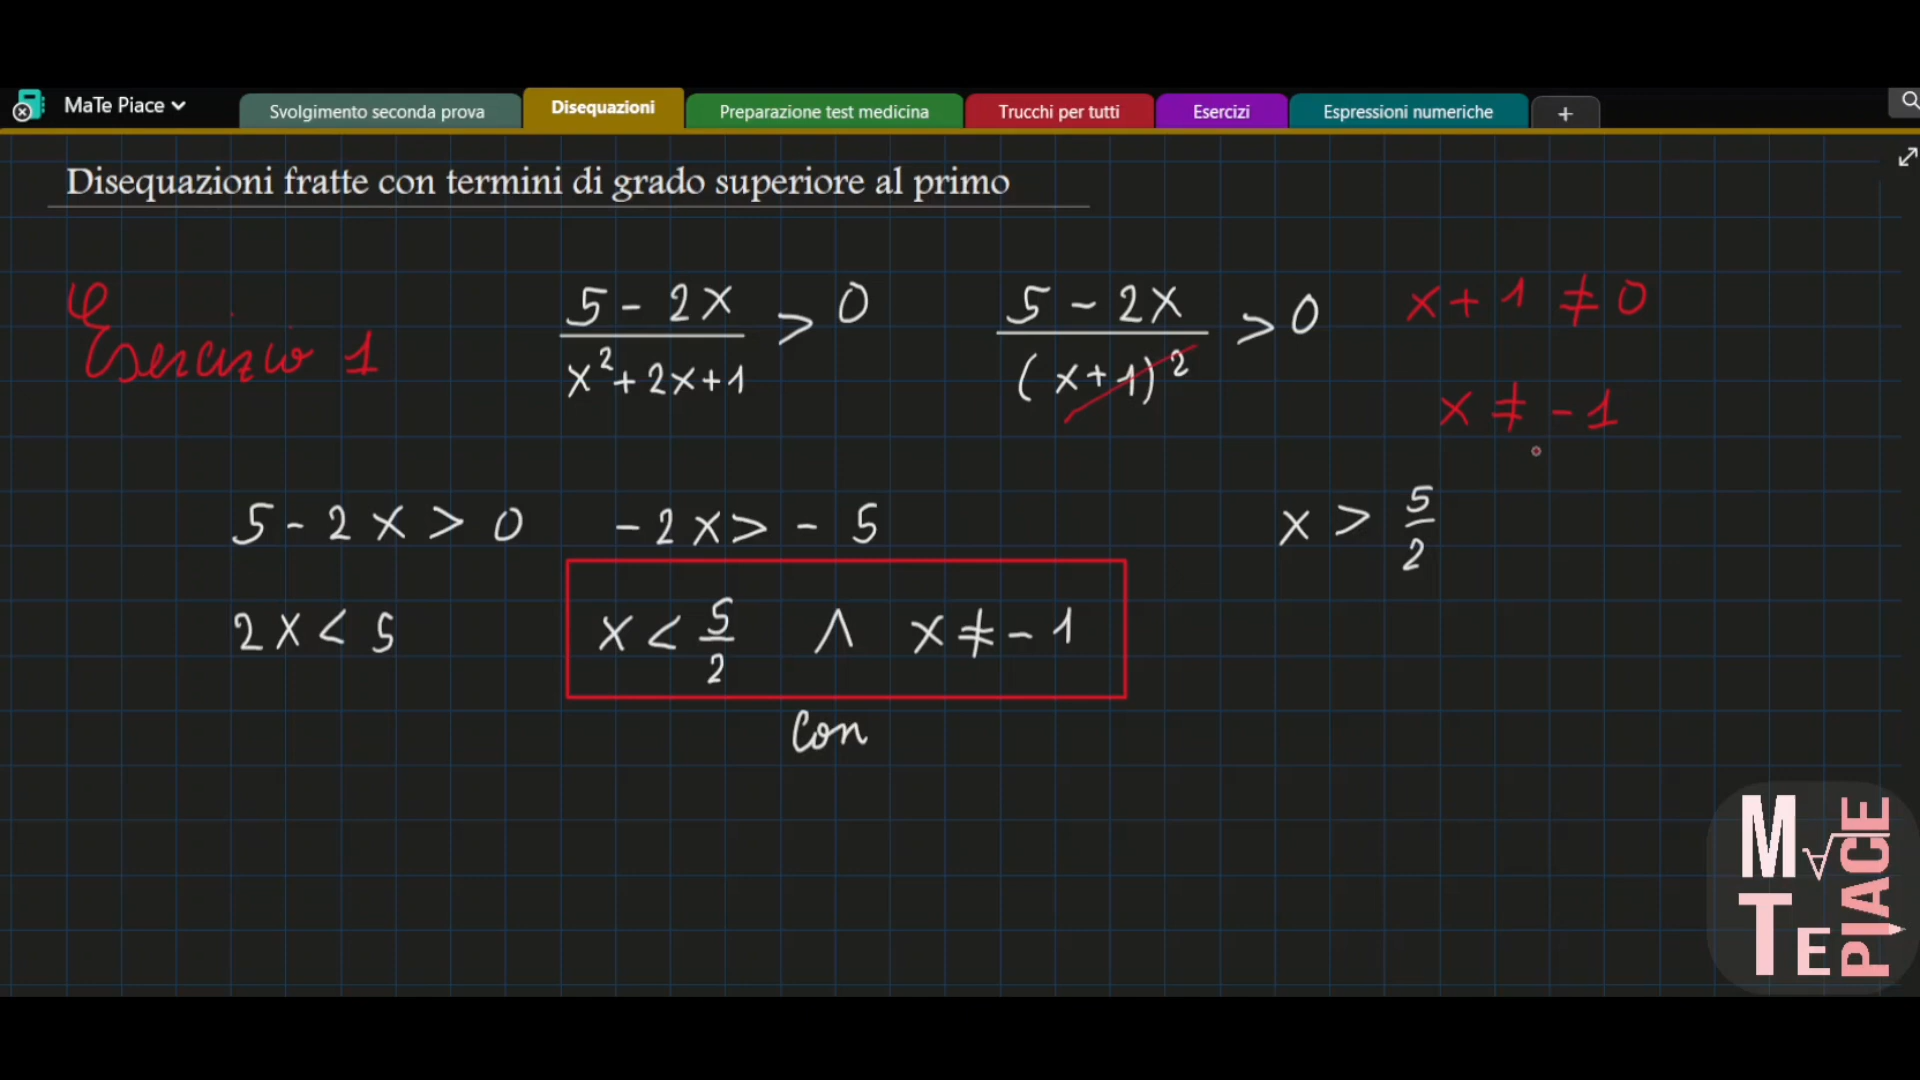 MaTe Piace
Svolgimento seconda prova
Disequazioni
Preparazione test medicina
Trucchi per tutti
Esercizi
Espressioni numeriche
+
Disequazioni fratte con termini di grado superiore al primo
Esercizio 1
5 - 2x / x²+2x+1 > 0
5 - 2x / (x+1)² > 0
x + 1 ≠ 0
x ≠ - 1
5 - 2x > 0
- 2x > - 5
x > 5/2
2x < 5
x < 5/2 ∧ x ≠ - 1
Con
M√TE PIACE